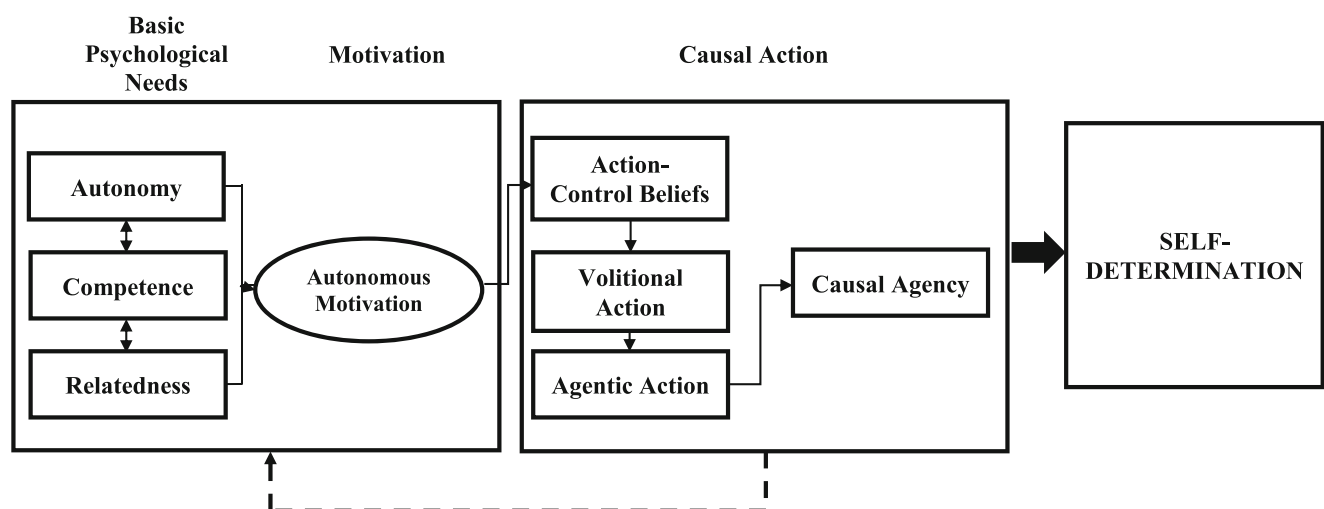 Basic
Psychological
Needs
Motivation
Causal Action
Autonomy
Competence
Relatedness
Autonomous
Motivation
Action-
Control Beliefs
Volitional
Action
Agentic Action
Causal Agency
SELF-
DETERMINATION